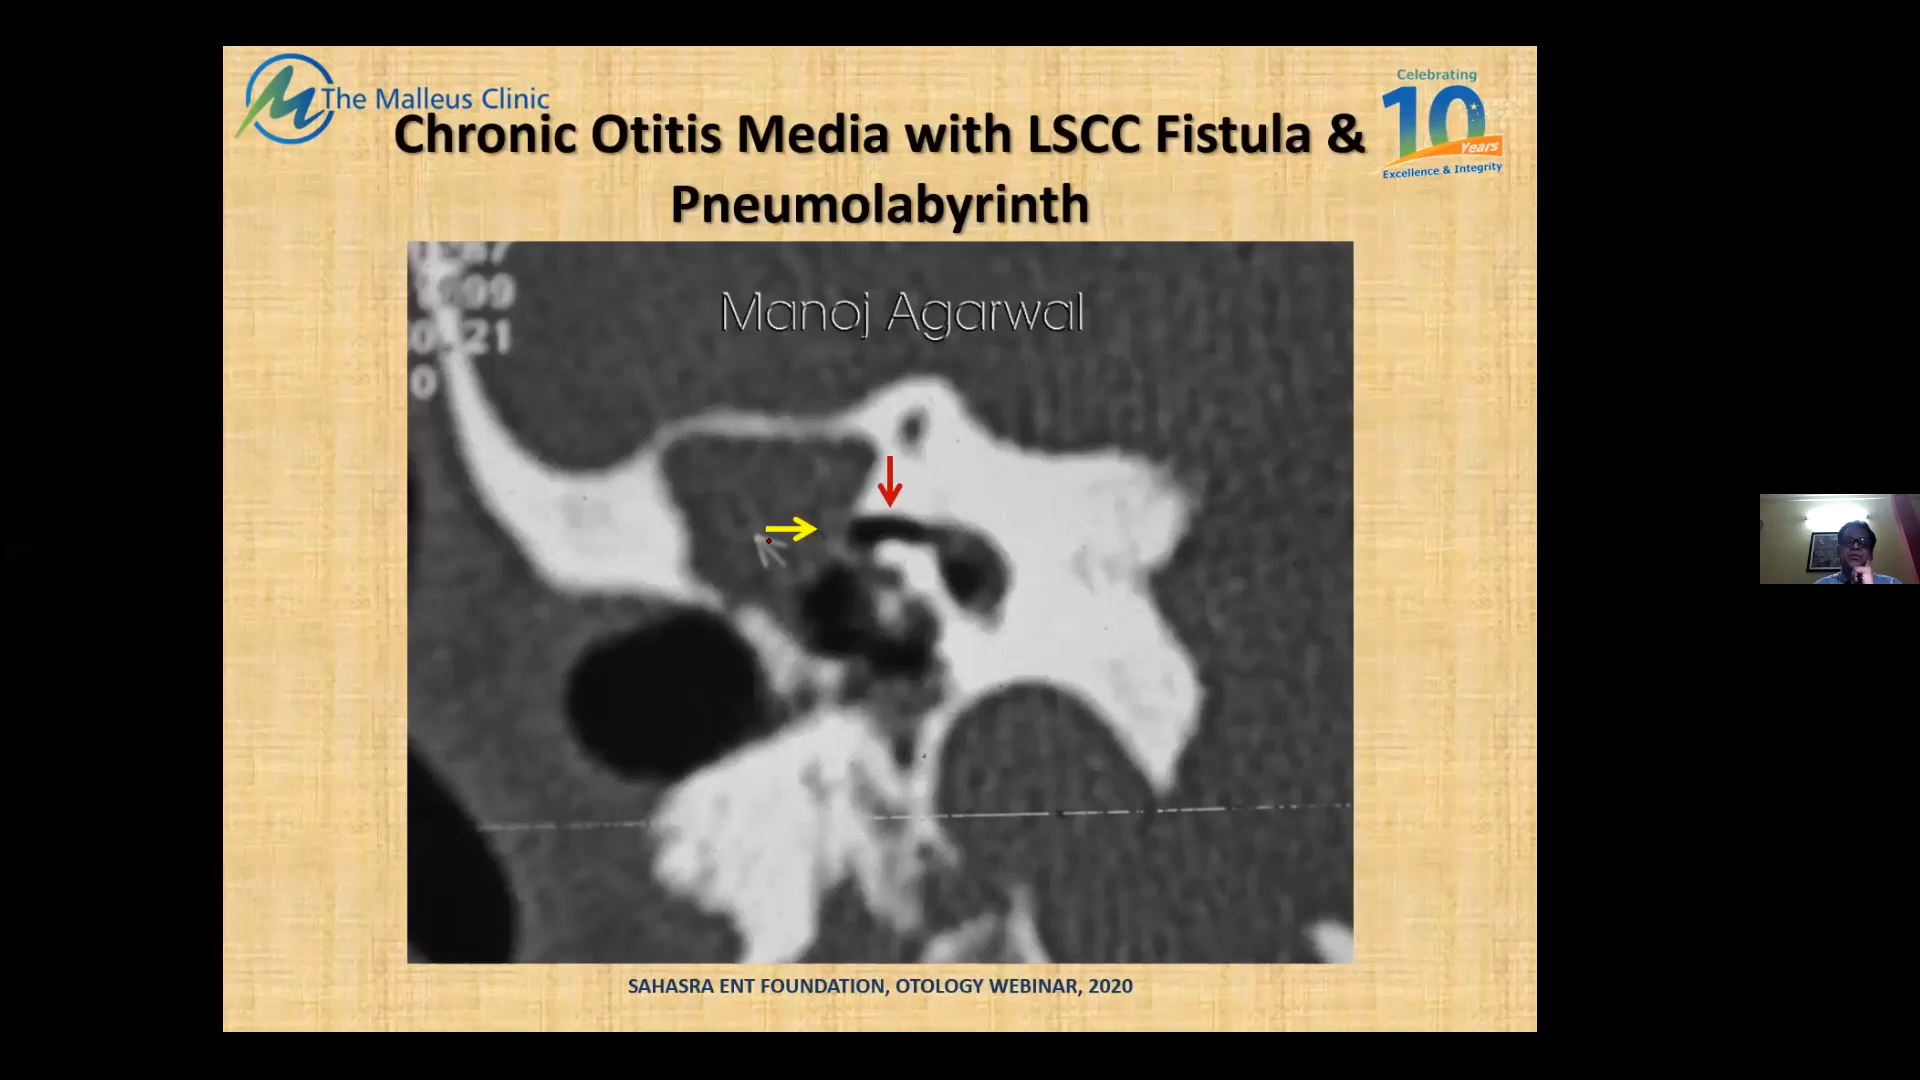 The Malleus Clinic
Celebrating
10
Years
Excellence & Integrity
Chronic Otitis Media with LSCC Fistula &
Pneumolabyrinth
Manoj Agarwal
0
SAHASRA ENT FOUNDATION, OTOLOGY WEBINAR, 2020